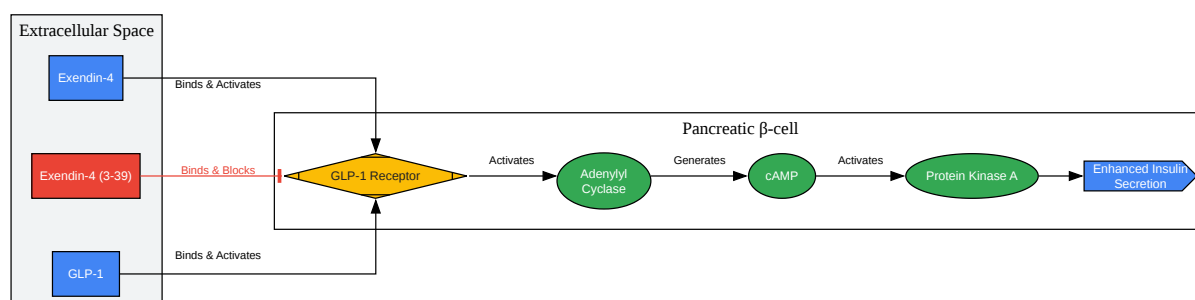 Extracellular Space
Exendin-4
Binds & Activates
Pancreatic β-cell
Exendin-4 (3-39)
Binds & Blocks
GLP-1 Receptor
Activates
Adenylyl
Cyclase
Generates
cAMP
Activates
Protein Kinase A
Enhanced Insulin
Secretion
GLP-1
Binds & Activates